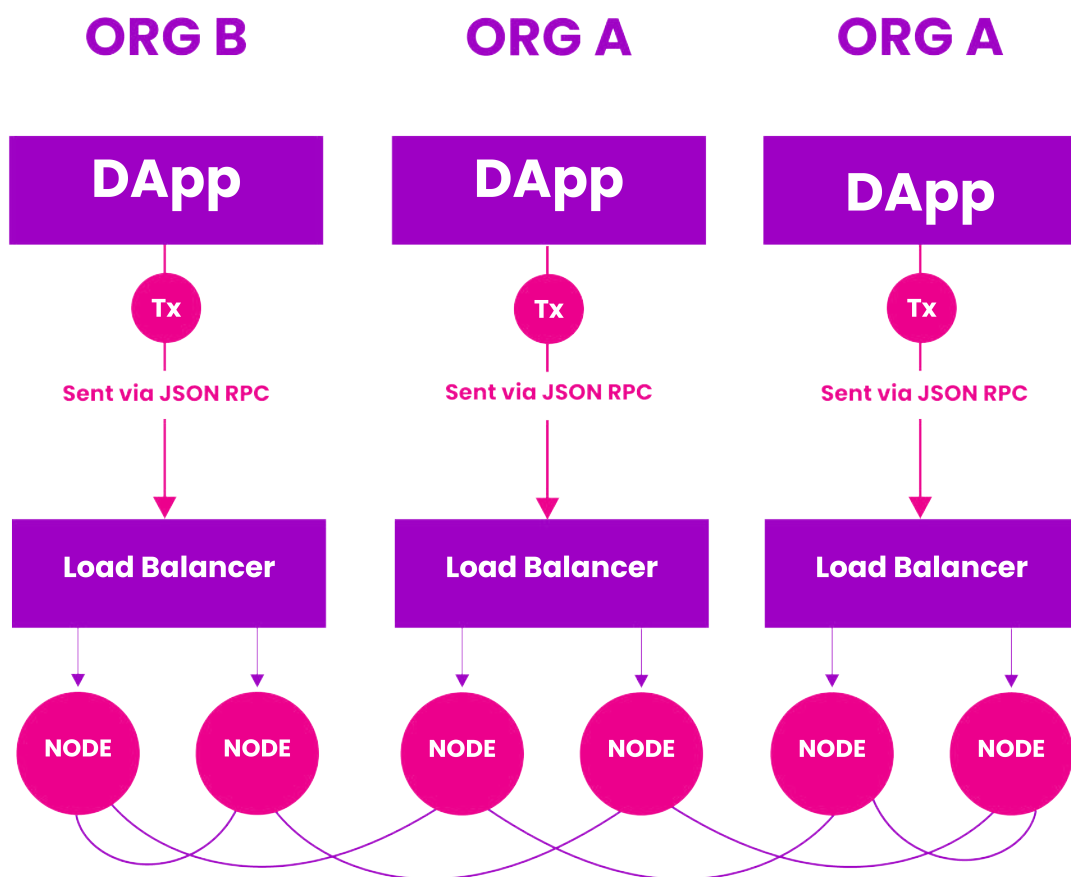 ORG B
ORG A
ORG A
DApp
DApp
DApp
Tx
Tx
Tx
Sent via JSON RPC
Sent via JSON RPC
Sent via JSON RPC
Load Balancer
Load Balancer
Load Balancer
NODE
NODE
NODE
NODE
NODE
NODE